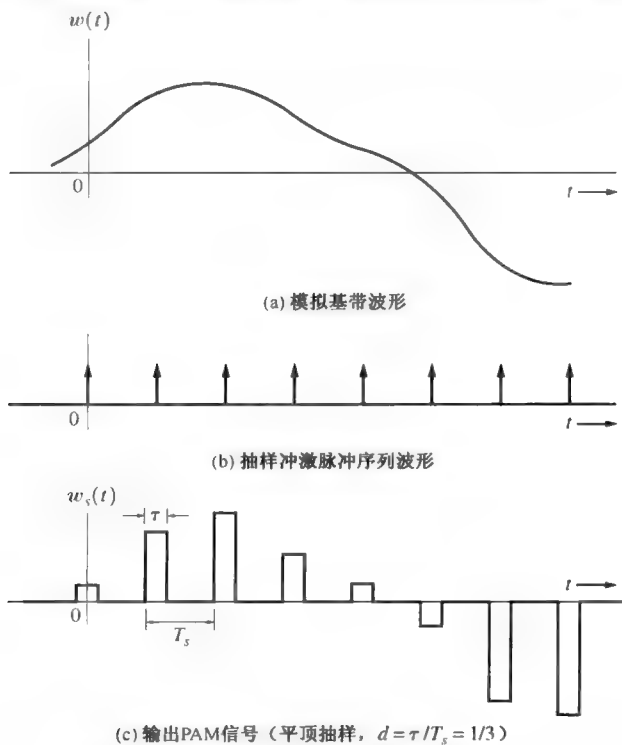 w(t)
0
t
(a) 模拟基带波形
0
t
(b) 抽样冲激脉冲序列波形
w_s(t)
τ
t
0
T_s
(c) 输出PAM信号（平顶抽样，d=τ/T_s=1/3）